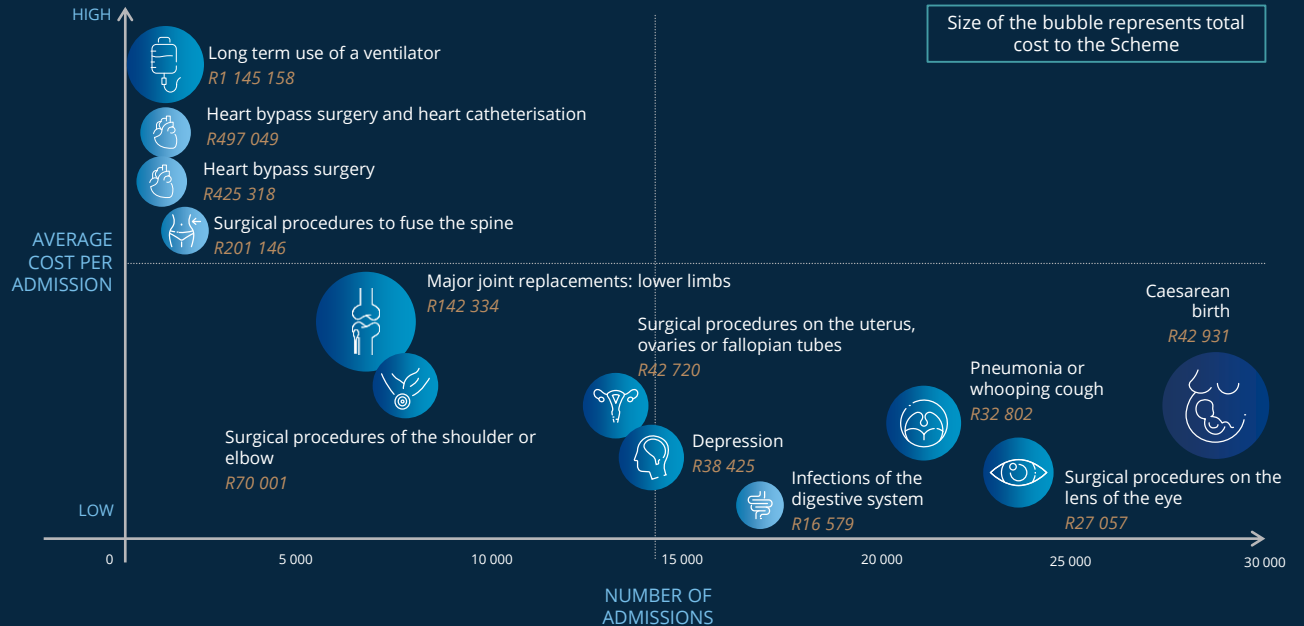 HIGH
Size of the bubble represents total
cost to the Scheme
Long term use of a ventilator
R1 145 158
Heart bypass surgery and heart catheterisation
R497 049
Heart bypass surgery
R425 318
Surgical procedures to fuse the spine
R201 146
AVERAGE
COST PER
ADMISSION
Major joint replacements: lower limbs
R142 334
Caesarean
birth
R42 931
Surgical procedures on the uterus,
ovaries or fallopian tubes
R42 720
Pneumonia or
whooping cough
R32 802
Surgical procedures of the shoulder or
elbow
R70 001
Depression
R38 425
Infections of the
digestive system
R16 579
Surgical procedures on the
lens of the eye
R27 057
LOW
0
5 000
10 000
15 000
20 000
25 000
30 000
NUMBER OF
ADMISSIONS